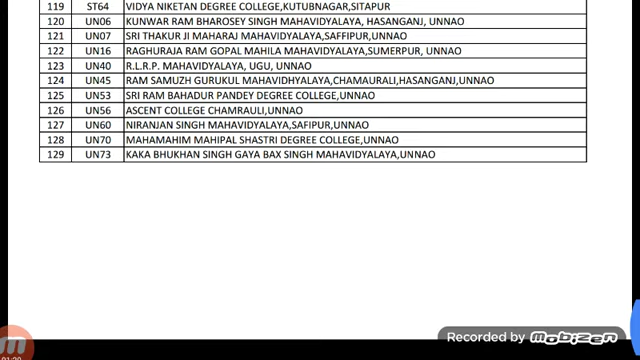 119 ST64 VIDYA NIKETAN DEGREE COLLEGE,KUTUBNAGAR,SITAPUR
120 UN06 KUNWAR RAM BHAROSEY SINGH MAHAVIDYALAYA, HASANGANJ, UNNAO
121 UN07 SRI THAKUR JI MAHARAJ MAHAVIDYALAYA,SAFFIPUR,UNNAO
122 UN16 RAGHURAJA RAM GOPAL MAHILA MAHAVIDYALAYA,SUMERPUR, UNNAO
123 UN40 R.L.R.P. MAHAVIDYALAYA, UGU, UNNAO
124 UN45 RAM SAMUZH GURUKUL MAHAVIDHYALAYA,CHAMAURALI,HASANGANJ,UNNAO
125 UN53 SRI RAM BAHADUR PANDEY DEGREE COLLEGE,UNNAO
126 UN56 ASCENT COLLEGE CHAMRAULI,UNNAO
127 UN60 NIRANJAN SINGH MAHAVIDYALAYA,SAFIPUR,UNNAO
128 UN70 MAHAMAHIM MAHIPAL SHASTRI DEGREE COLLEGE,UNNAO
129 UN73 KAKA BHUKHAN SINGH GAYA BAX SINGH MAHAVIDYALAYA,UNNAO
Recorded by Mobizen
01:20